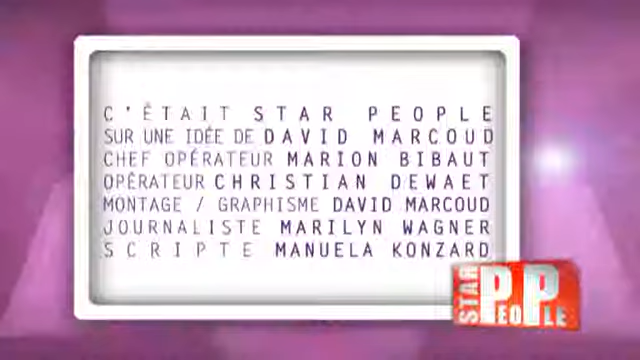 C'ÉTAIT STAR PEOPLE
SUR UNE IDÉE DE DAVID MARCOUD
CHEF OPÉRATEUR MARION BIBAUT
OPÉRATEUR CHRISTIAN DEWAET
MONTAGE / GRAPHISME DAVID MARCOUD
JOURNALISTE MARILYN WAGNER
SCRIPTE MANUELA KONZARD
STAR PEOPLE